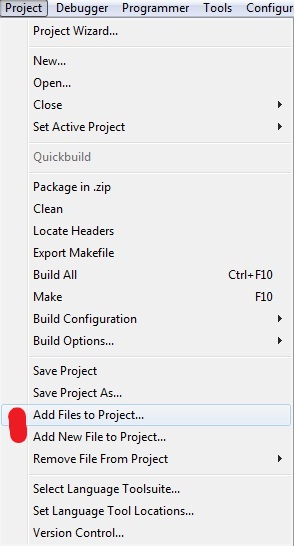 Project Debugger Programmer Tools Configur
Project Wizard...
New...
Open...
Close
Set Active Project
Quickbuild
Package in .zip
Clean
Locate Headers
Export Makefile
Build All Ctrl+F10
Make F10
Build Configuration
Build Options...
Save Project
Save Project As...
Add Files to Project...
Add New File to Project...
Remove File From Project
Select Language Toolsuite...
Set Language Tool Locations...
Version Control...